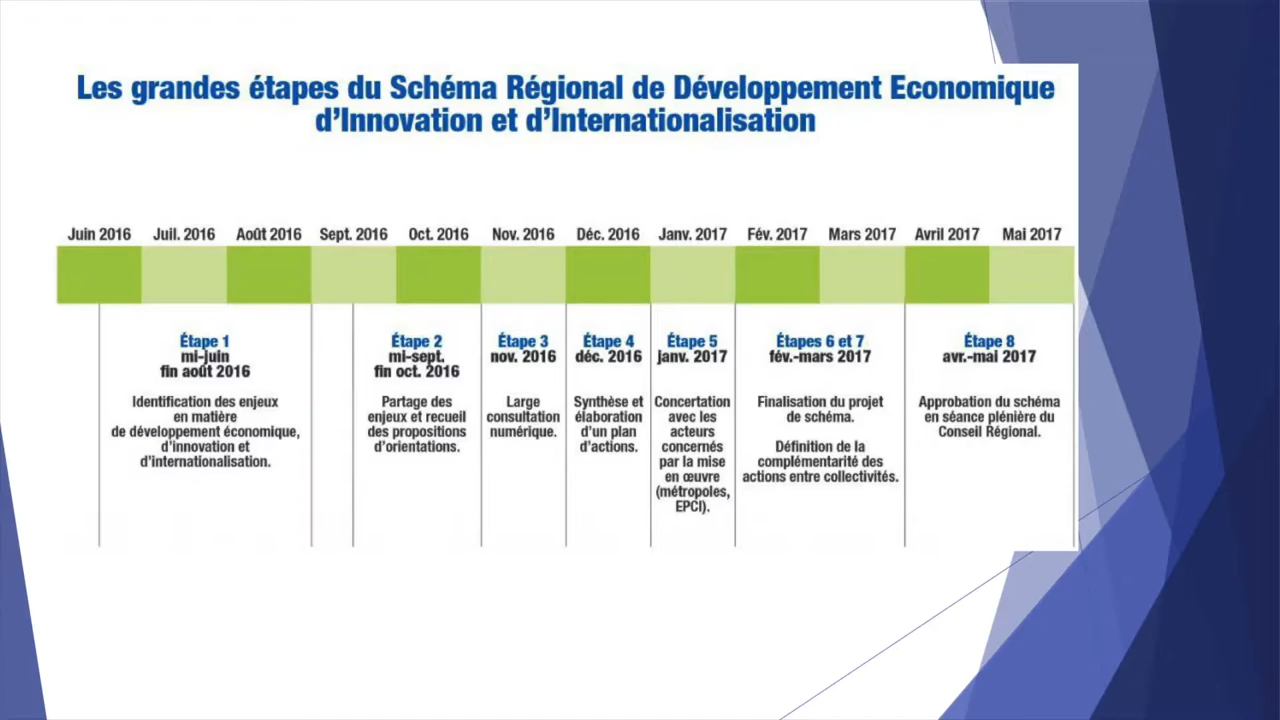 Les grandes étapes du Schéma Régional de Développement Economique
d'Innovation et d'Internationalisation
Juin 2016 Juil. 2016 Août 2016 Sept. 2016 Oct. 2016 Nov. 2016 Déc. 2016 Janv. 2017 Fév. 2017 Mars 2017 Avril 2017 Mai 2017
Étape 1
mi-juin
fin août 2016
Identification des enjeux
en matière
de développement économique,
d'innovation et
d'internationalisation.
Étape 2
mi-sept.
fin oct. 2016
Partage des
enjeux et recueil
des propositions
d'orientations.
Étape 3
nov. 2016
Large
consultation
numérique.
Étape 4
déc. 2016
Synthèse et
élaboration
d'un plan
d'actions.
Étape 5
janv. 2017
Concertation
avec les
acteurs
concernés
par la mise
en œuvre
(métropoles,
EPCI).
Étapes 6 et 7
fév.-mars 2017
Finalisation du projet
de schéma.
Définition de la
complémentarité des
actions entre collectivités.
Étape 8
avr.-mai 2017
Approbation du schéma
en séance plénière du
Conseil Régional.